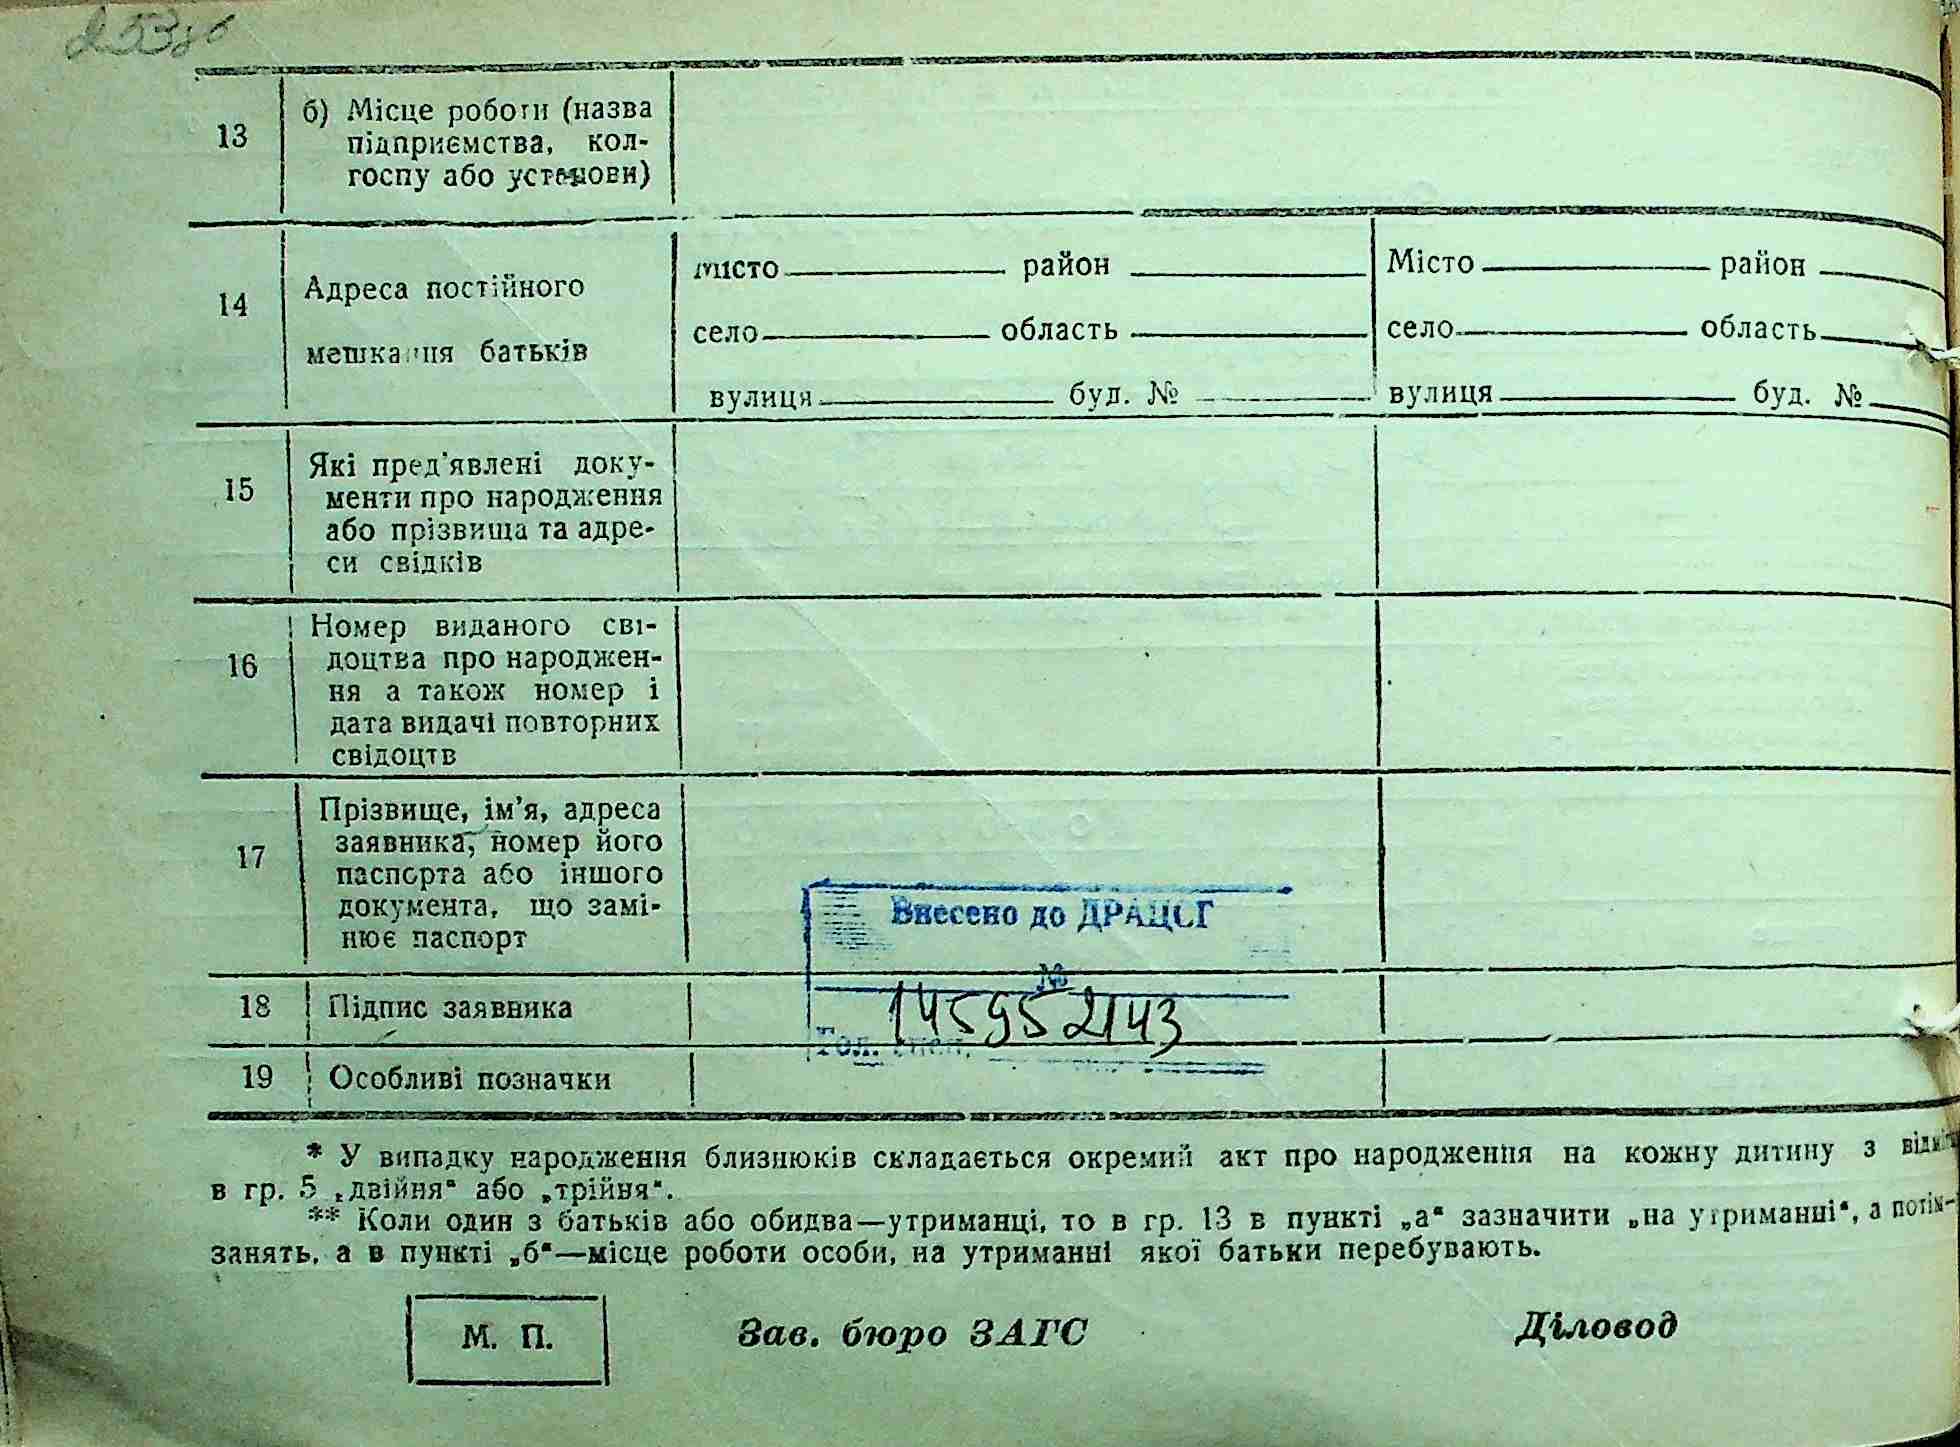 253зв
13
б) Місце роботи (назва
підприємства, кол-
госпу або установи)
14
Адреса постійного
мешкання батьків
Місто район
село область
вулиця буд. №
Місто район
село область
вулиця буд. №
15
Які пред'явлені доку-
менти про народження
або прізвища та адре-
си свідків
16
Номер виданого сві-
доцтва про народжен-
ня а також номер і
дата видачі повторних
свідоцтв
17
Прізвище, ім'я, адреса
заявника, номер його
паспорта або іншого
документа, що замі-
нює паспорт
Внесено до ДРАЦСГ
№
145952143
Гол. спец.
18
Підпис заявника
19
Особливі позначки
* У випадку народження близнюків складається окремий акт про народження на кожну дитину з
в гр. 5 „двійня“ або „трійня“.
** Коли один з батьків або обидва—утриманці, то в гр. 13 в пункті „а“ зазначити „на утриманні“, а потім—
занять, а в пункті „б“—місце роботи особи, на утриманні якої батьки перебувають.
М. П.
Зав. бюро ЗАГС
Діловод